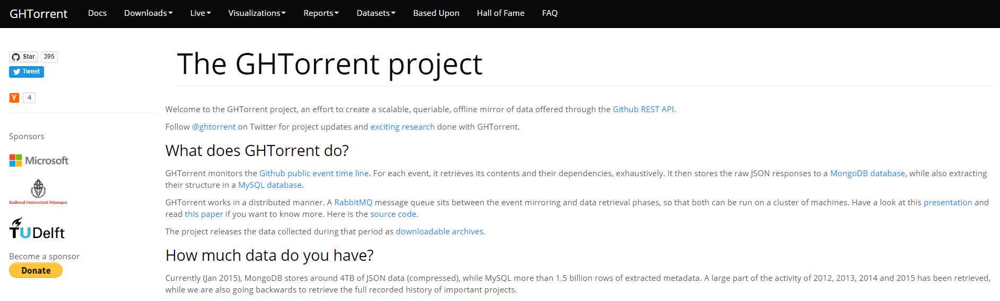 GHTorrent Docs Downloads Live Visualizations Reports Datasets Based Upon Hall of Fame FAQ
Star 395
Tweet
Y 4
Sponsors
Microsoft
Radboud Universiteit Nijmegen
TUDelft
Become a sponsor
Donate
The GHTorrent project
Welcome to the GHTorrent project, an effort to create a scalable, queriable, offline mirror of data offered through the Github REST API.
Follow @ghtorrent on Twitter for project updates and exciting research done with GHTorrent.
What does GHTorrent do?
GHTorrent monitors the Github public event time line. For each event, it retrieves its contents and their dependencies, exhaustively. It then stores the raw JSON responses to a MongoDB database, while also extracting
their structure in a MySQL database.
GHTorrent works in a distributed manner. A RabbitMQ message queue sits between the event mirroring and data retrieval phases, so that both can be run on a cluster of machines. Have a look at this presentation and
read this paper if you want to know more. Here is the source code.
The project releases the data collected during that period as downloadable archives.
How much data do you have?
Currently (Jan 2015), MongoDB stores around 4TB of JSON data (compressed), while MySQL more than 1.5 billion rows of extracted metadata. A large part of the activity of 2012, 2013, 2014 and 2015 has been retrieved,
while we are also going backwards to retrieve the full recorded history of important projects.